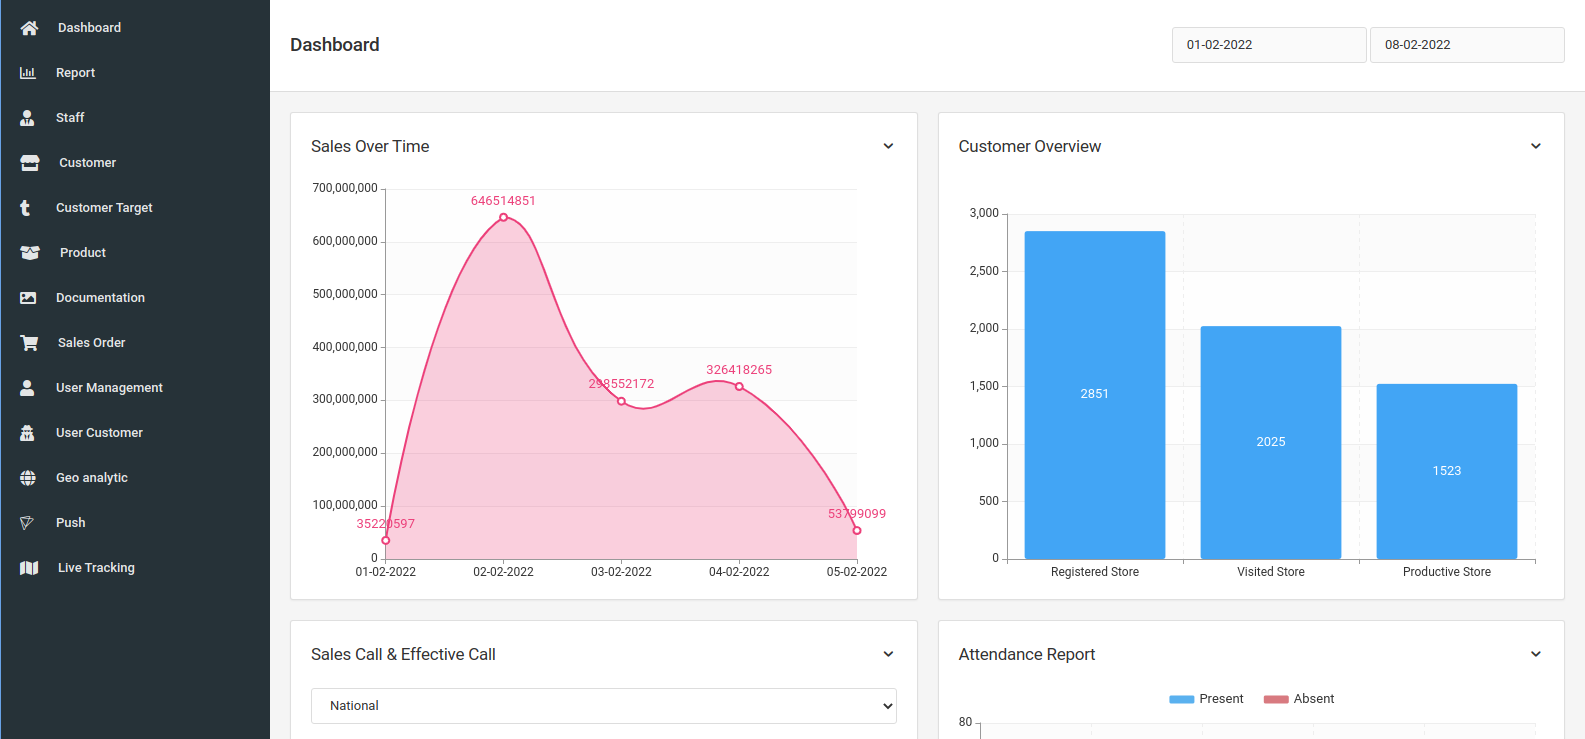 Dashboard
Report
Staff
Customer
Customer Target
Product
Documentation
Sales Order
User Management
User Customer
Geo analytic
Push
Live Tracking
Dashboard
01-02-2022
08-02-2022
Sales Over Time
700,000,000
600,000,000
500,000,000
400,000,000
300,000,000
200,000,000
100,000,000
0
646514851
298552172
326418265
35220597
53799099
01-02-2022
02-02-2022
03-02-2022
04-02-2022
05-02-2022
Customer Overview
3,000
2,500
2,000
1,500
1,000
500
0
2851
2025
1523
Registered Store
Visited Store
Productive Store
Sales Call & Effective Call
National
Attendance Report
Present
Absent
80